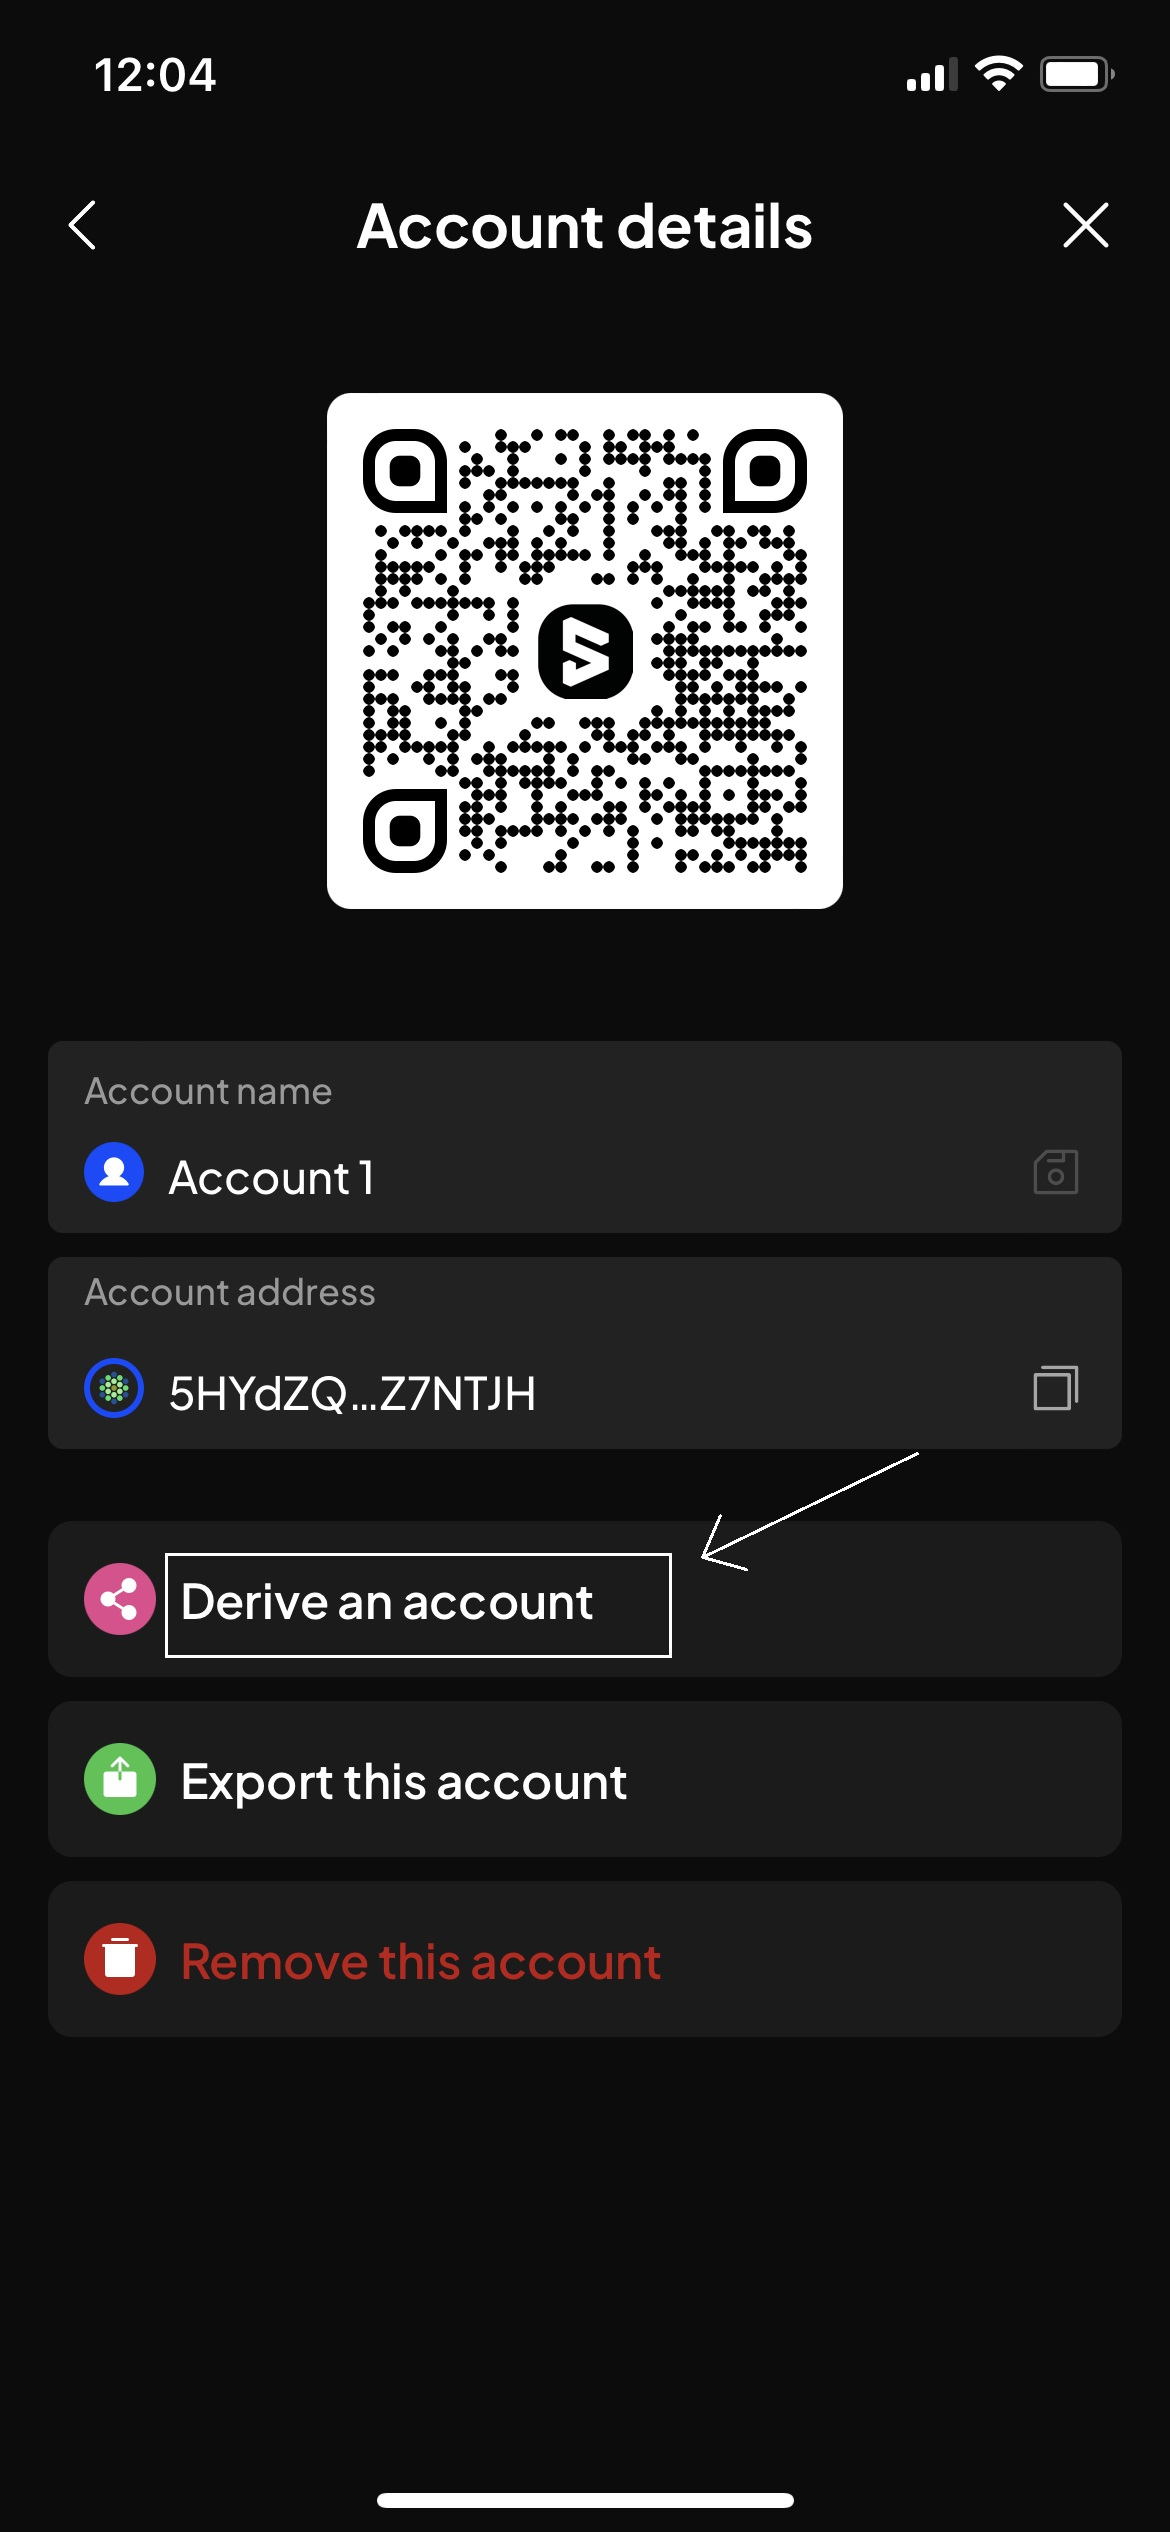 12:04
Account details
Account name
Account 1
Account address
5HYdZQ...Z7NTJH
Derive an account
Export this account
Remove this account